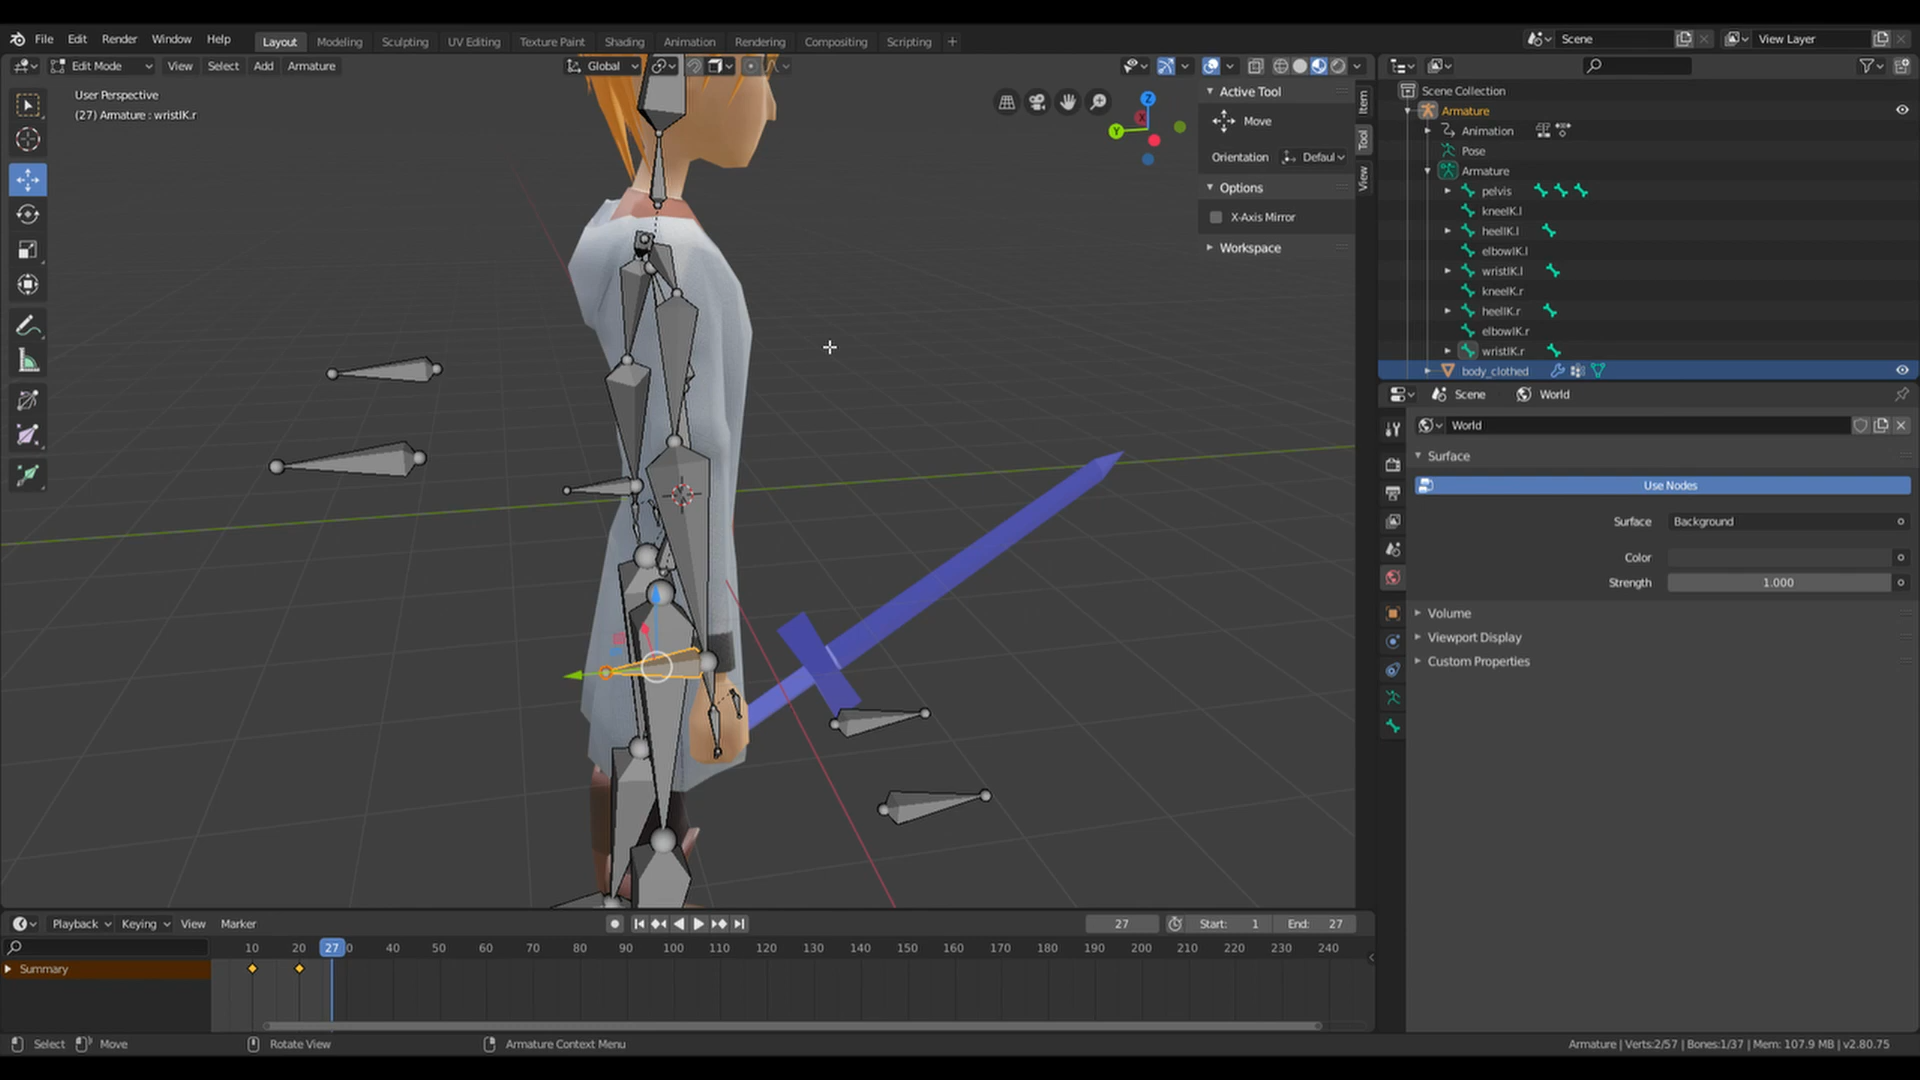 File Edit Render Window Help Layout Modeling Sculpting UV Editing Texture Paint Shading Animation Rendering Compositing Scripting + Scene View Layer
Edit Mode View Select Add Armature Global
User Perspective
(27) Armature : wristIK.r
Active Tool
Move
Orientation Defaul
Options
X-Axis Mirror
Workspace
Item
Tool
View
Z
Y
X
Scene Collection
Armature
Animation
Pose
Armature
pelvis
kneeIK.l
heelIK.l
elbowIK.l
wristIK.l
kneeIK.r
heelIK.r
elbowIK.r
wristIK.r
body_clothed
Scene World
World
Surface
Use Nodes
Surface Background
Color
Strength 1.000
Volume
Viewport Display
Custom Properties
Playback Keying View Marker 27 Start: 1 End: 27
10 20 27 30 40 50 60 70 80 90 100 110 120 130 140 150 160 170 180 190 200 210 220 230 240
Summary
Select Move Rotate View Armature Context Menu Armature | Verts:2/57 | Bones:1/37 | Mem: 107.9 MB | v2.80.75